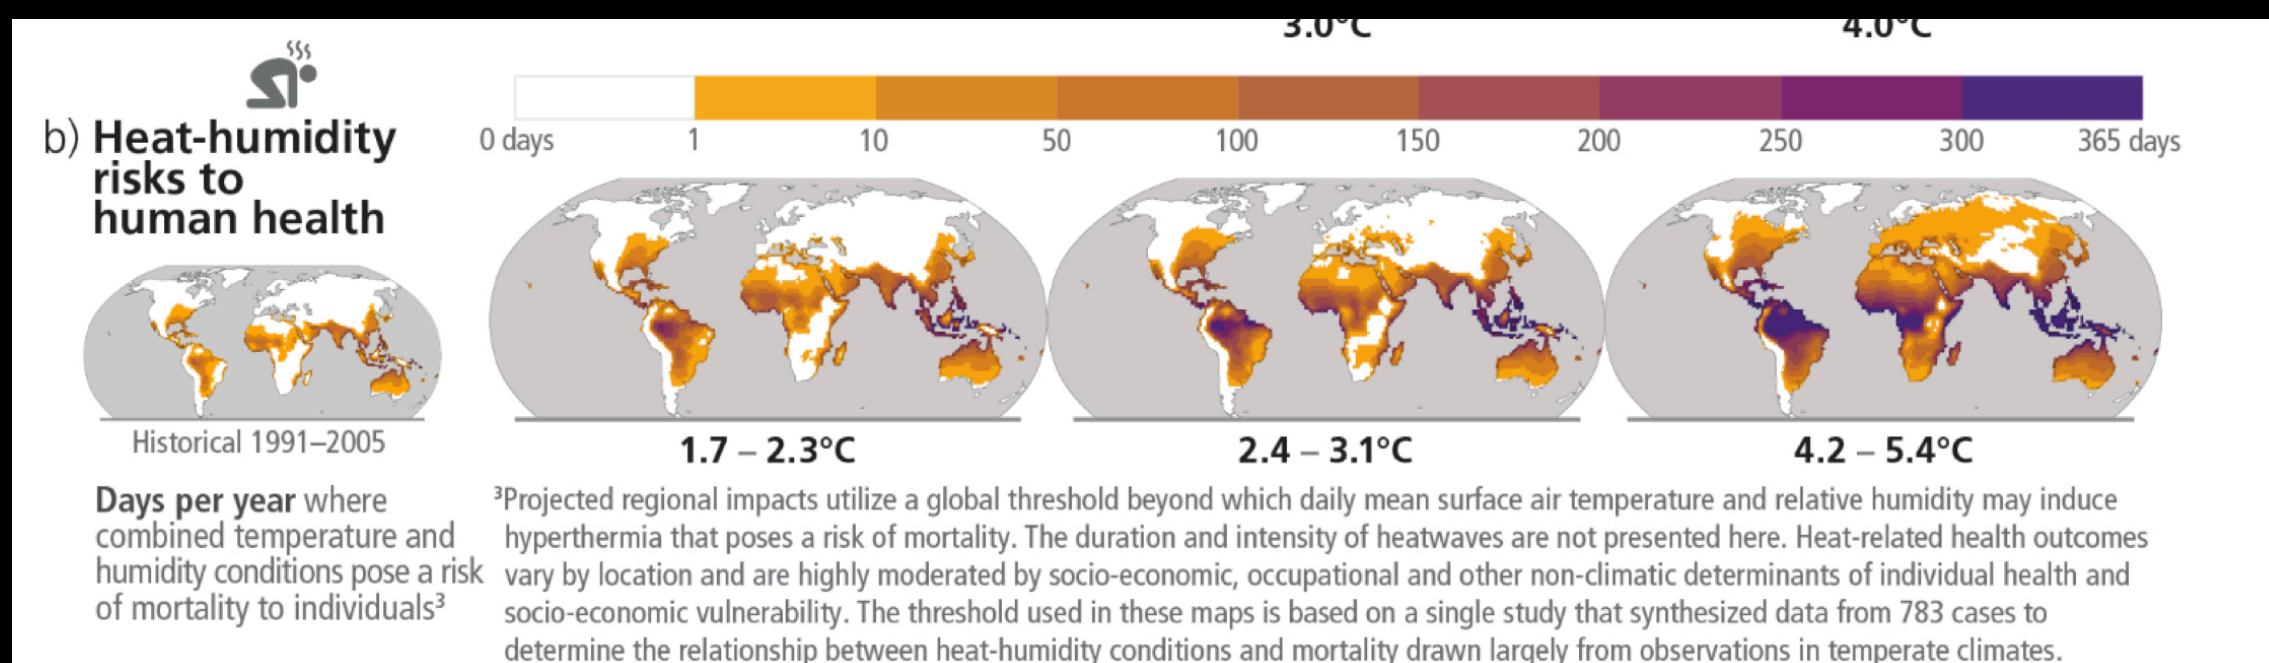 3.0°C 4.0°C
b) Heat-humidity
risks to
human health
0 days 1 10 50 100 150 200 250 300 365 days
Historical 1991–2005
1.7 – 2.3°C 2.4 – 3.1°C 4.2 – 5.4°C
Days per year where
combined temperature and
humidity conditions pose a risk
of mortality to individuals³
³Projected regional impacts utilize a global threshold beyond which daily mean surface air temperature and relative humidity may induce
hyperthermia that poses a risk of mortality. The duration and intensity of heatwaves are not presented here. Heat-related health outcomes
vary by location and are highly moderated by socio-economic, occupational and other non-climatic determinants of individual health and
socio-economic vulnerability. The threshold used in these maps is based on a single study that synthesized data from 783 cases to
determine the relationship between heat-humidity conditions and mortality drawn largely from observations in temperate climates.